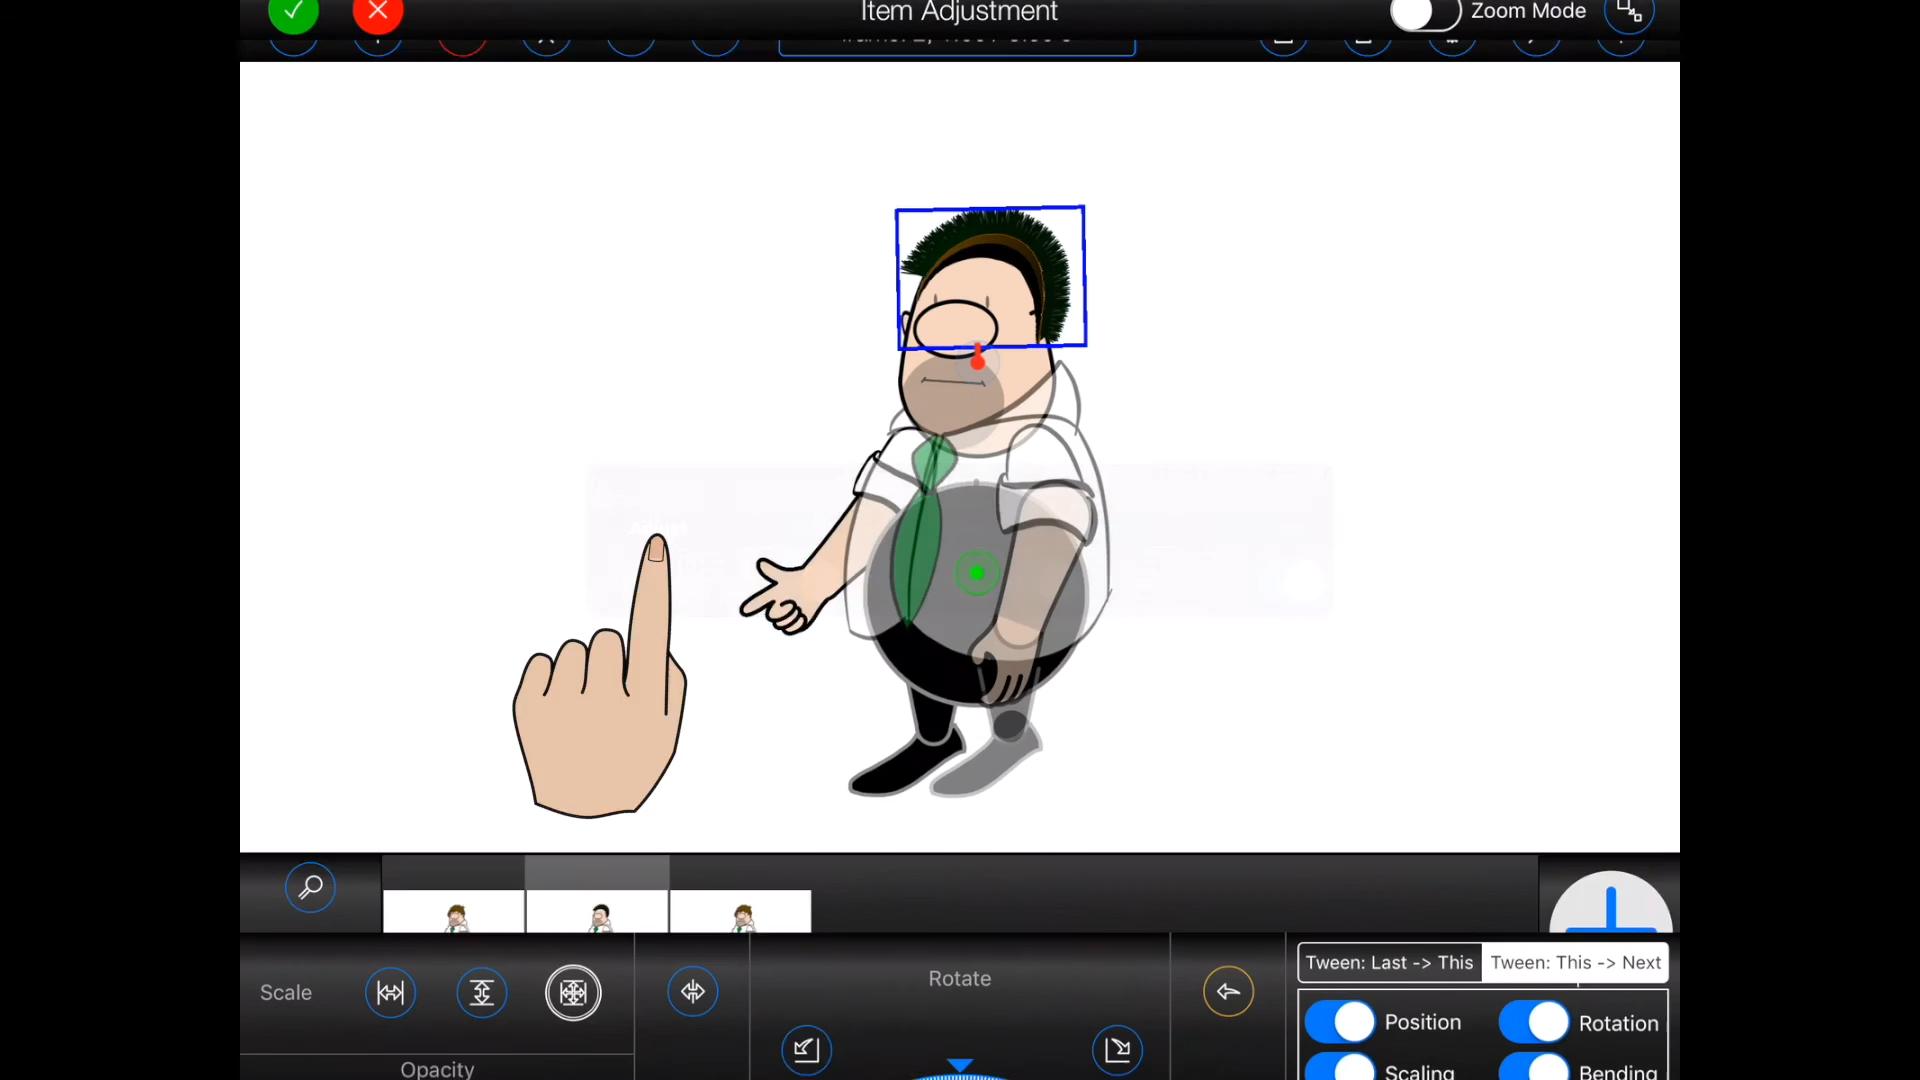 Item Adjustment
Zoom Mode
Scale
Rotate
Tween: Last -> This
Tween: This -> Next
Position
Rotation
Scaling
Bending
Opacity